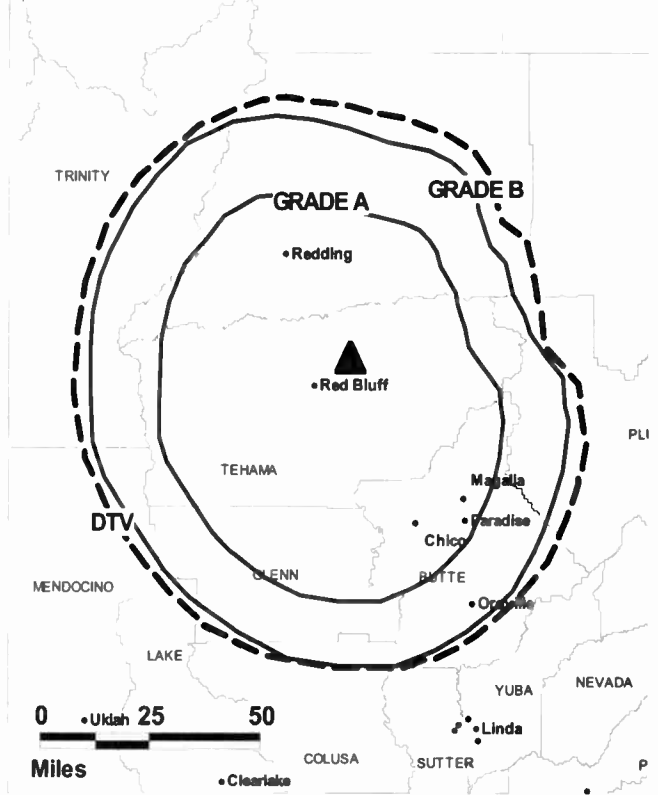 TRINITY
GRADE B
GRADE A
Redding
Red Bluff
PLU
TEHAMA
Magalia
DTV
Paradise
Chico
GLENN
BUTTE
MENDOCINO
Oroville
LAKE
YUBA
NEVADA
0 Ukiah 25 50
Linda
Miles
COLUSA
SUTTER
P
Clearlake